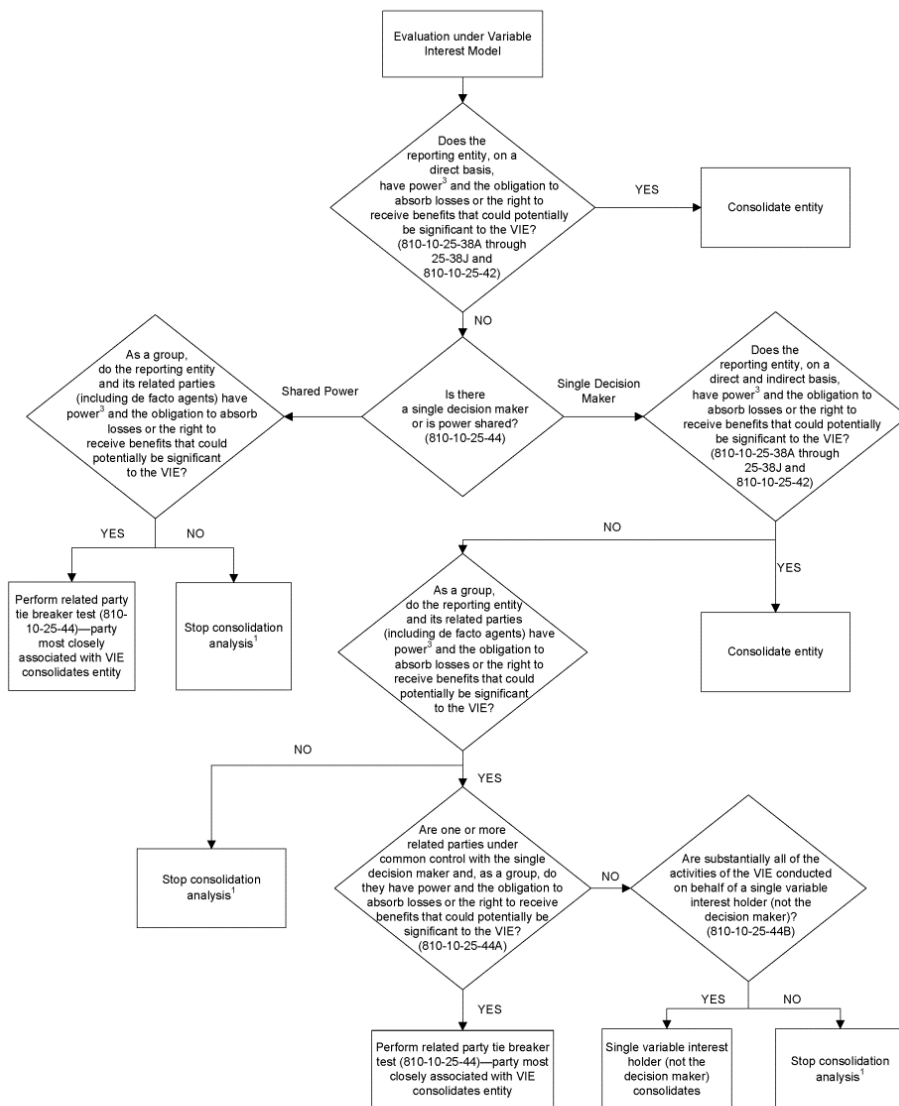 Evaluation under Variable
Interest Model
Does the
reporting entity, on a
direct basis,
have power³ and the obligation to
absorb losses or the right to
receive benefits that could potentially
be significant to the VIE?
(810-10-25-38A through
25-38J and
810-10-25-42)
YES
Consolidate entity
NO
As a group,
do the reporting entity
and its related parties
(including de facto agents) have
power³ and the obligation to absorb
losses or the right to
receive benefits that could
potentially be significant
to the VIE?
Shared Power
Is there
a single decision maker
or is power shared?
(810-10-25-44)
Single Decision
Maker
Does the
reporting entity, on a
direct and indirect basis,
have power³ and the obligation to
absorb losses or the right to
receive benefits that could potentially
be significant to the VIE?
(810-10-25-38A through
25-38J and
810-10-25-42)
YES
NO
NO
YES
Perform related party
tie breaker test (810-
10-25-44)—party
most closely
associated with VIE
consolidates entity
Stop consolidation
analysis¹
As a group,
do the reporting entity
and its related parties
(including de facto agents) have
power³ and the obligation to
absorb losses or the right to
receive benefits that could
potentially be significant
to the VIE?
Consolidate entity
NO
YES
Stop consolidation
analysis¹
Are one or more
related parties under
common control with the single
decision maker and, as a group, do
they have power and the obligation to
absorb losses or the right to receive
benefits that could potentially be
significant to the VIE?
(810-10-25-44A)
NO
Are substantially all of the
activities of the VIE conducted
on behalf of a single variable
interest holder (not the
decision maker)?
(810-10-25-44B)
YES
YES
NO
Perform related party tie breaker
test (810-10-25-44)—party most
closely associated with VIE
consolidates entity
Single variable interest
holder (not the
decision maker)
consolidates
Stop consolidation
analysis¹